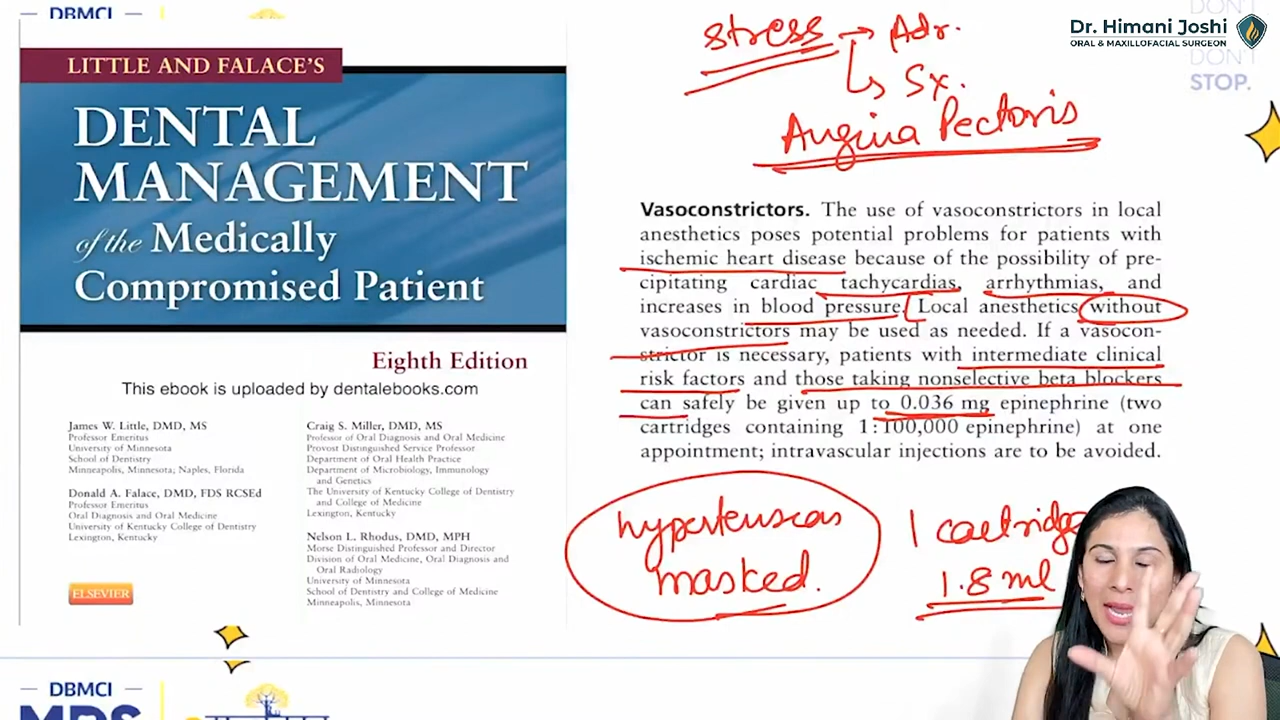 DBMCI
LITTLE AND FALACE'S
DENTAL
MANAGEMENT
of the Medically
Compromised Patient
Eighth Edition
This ebook is uploaded by dentalebooks.com
James W. Little, DMD, MS
Professor Emeritus
University of Minnesota
School of Dentistry
Minneapolis, Minnesota; Naples, Florida
Donald A. Falace, DMD, FDS RCSEd
Professor Emeritus
Oral Diagnosis and Oral Medicine
University of Kentucky College of Dentistry
Lexington, Kentucky
ELSEVIER
Craig S. Miller, DMD, MS
Professor of Oral Diagnosis and Oral Medicine
Provost Distinguished Service Professor
Department of Oral Health Practice
Department of Microbiology, Immunology
and Genetics
The University of Kentucky College of Dentistry
and College of Medicine
Lexington, Kentucky
Nelson L. Rhodus, DMD, MPH
Morse Distinguished Professor and Director
Division of Oral Medicine, Oral Diagnosis and
Oral Radiology
University of Minnesota
School of Dentistry and College of Medicine
Minneapolis, Minnesota
stress → Adr.
Sx.
Angina Pectoris
Dr. Himani Joshi
ORAL & MAXILLOFACIAL SURGEON
DON'T
STOP.
Vasoconstrictors. The use of vasoconstrictors in local
anesthetics poses potential problems for patients with
ischemic heart disease because of the possibility of pre-
cipitating cardiac tachycardias, arrhythmias, and
increases in blood pressure. Local anesthetics without
vasoconstrictors may be used as needed. If a vasocon-
strictor is necessary, patients with intermediate clinical
risk factors and those taking nonselective beta blockers
can safely be given up to 0.036 mg epinephrine (two
cartridges containing 1:100,000 epinephrine) at one
appointment; intravascular injections are to be avoided.
masked.
1 cartridge
1.8 ml
DBMCI
MDS